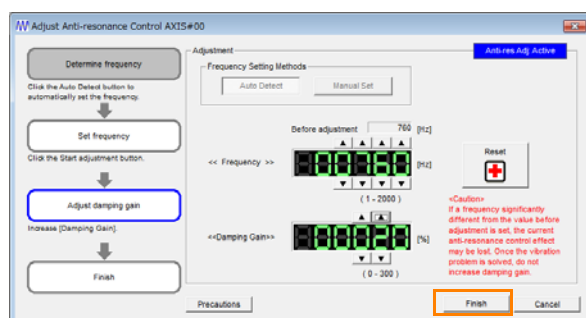 Adjust Anti-resonance Control AXIS#00
Determine frequency
Click the Auto Detect button to
automatically set the frequency.
Set frequency
Click the Start adjustment button.
Adjust damping gain
Increase [Damping Gain].
Finish
Adjustment
Anti-res Adj Active
Frequency Setting Methods
Auto Detect
Manual Set
Before adjustment 760 [Hz]
<< Frequency >>
[Hz]
(1 - 2000)
<<Damping Gain>>
000020
[%]
(0 - 300)
Reset
<Caution>
If a frequency significantly
different from the value before
adjustment is set, the current
anti-resonance control effect
may be lost. Once the vibration
problem is solved, do not
increase damping gain.
Precautions
Finish
Cancel